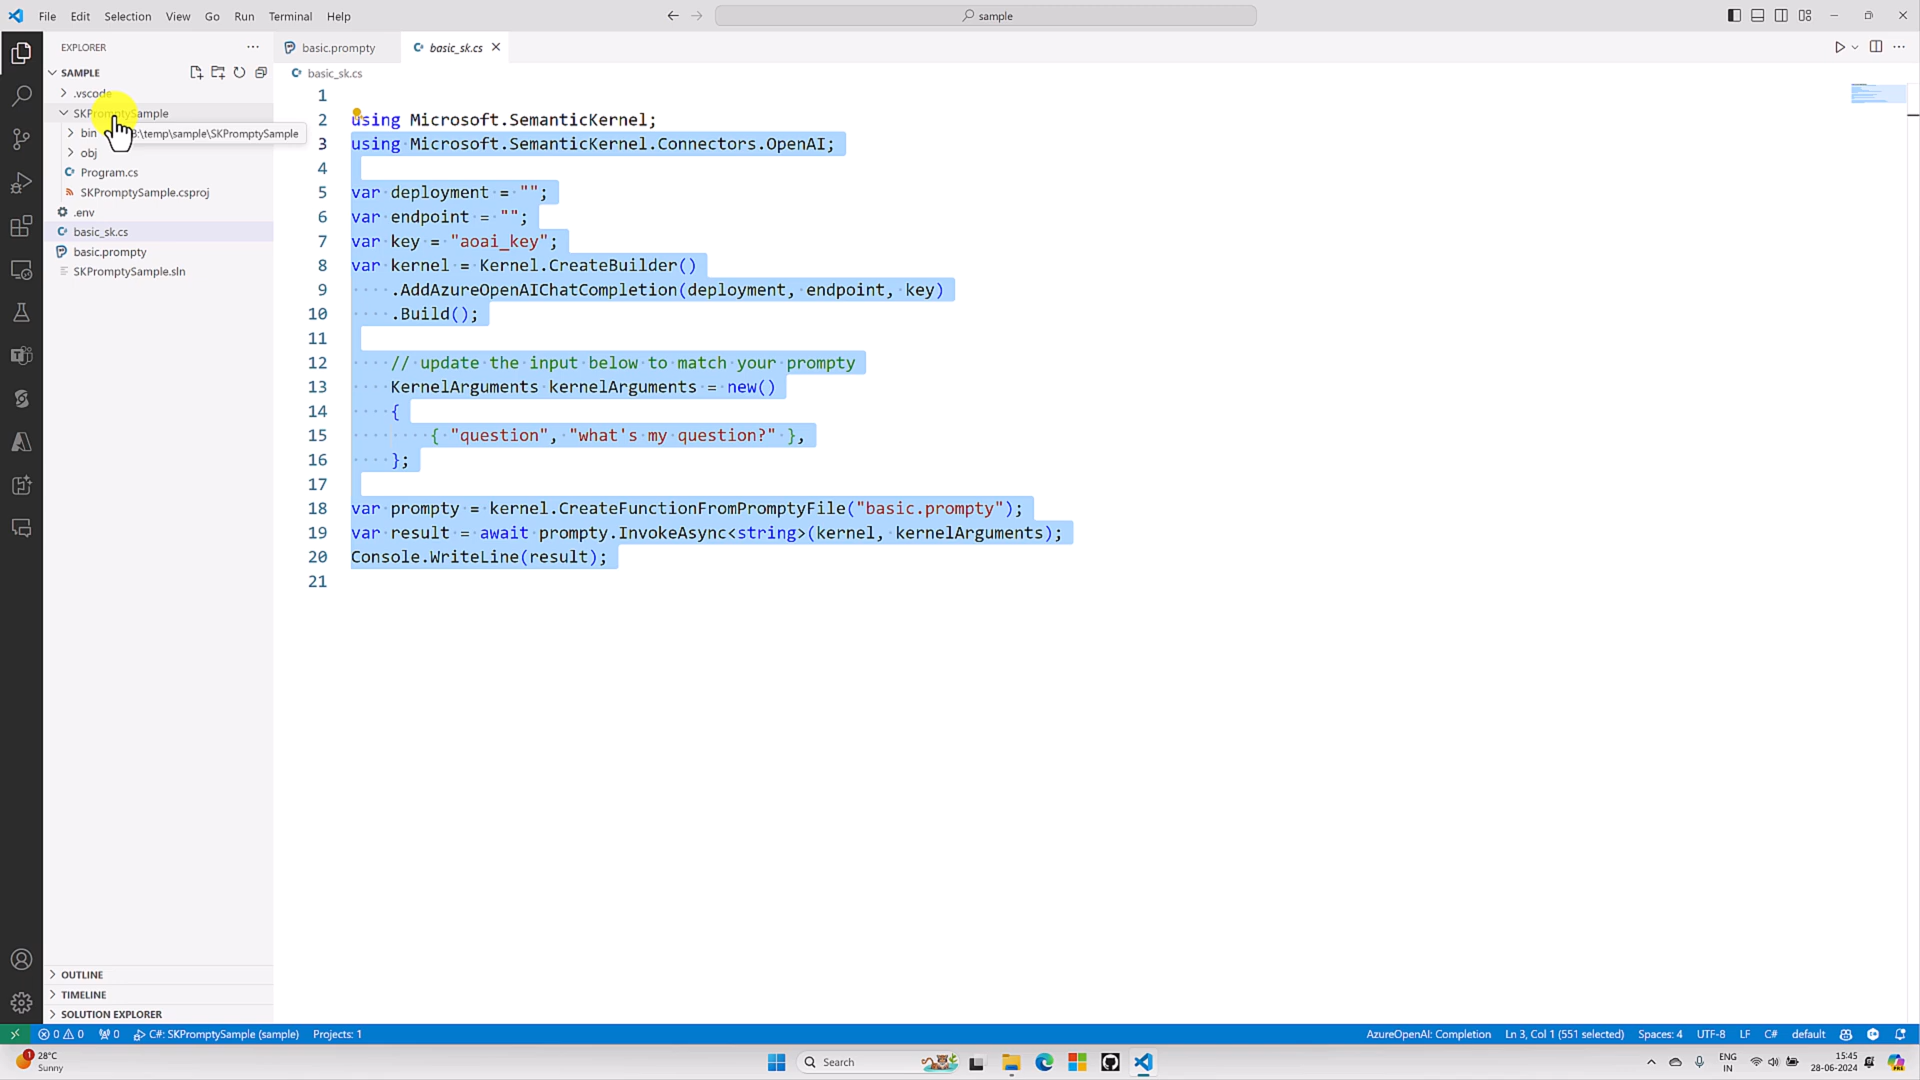 File Edit Selection View Go Run Terminal Help
sample
EXPLORER
SAMPLE
.vscode
SKPromptySample
bin
\temp\sample\SKPromptySample
obj
Program.cs
SKPromptySample.csproj
.env
basic_sk.cs
basic.prompty
SKPromptySample.sln
OUTLINE
TIMELINE
SOLUTION EXPLORER
basic.prompty
basic_sk.cs
basic_sk.cs
1
2 using Microsoft.SemanticKernel;
3 using Microsoft.SemanticKernel.Connectors.OpenAI;
4
5 var deployment = "";
6 var endpoint = "";
7 var key = "aoai_key";
8 var kernel = Kernel.CreateBuilder()
9 .AddAzureOpenAIChatCompletion(deployment, endpoint, key)
10 .Build();
11
12 // update the input below to match your prompty
13 KernelArguments kernelArguments = new()
14 {
15 { "question", "what's my question?" },
16 };
17
18 var prompty = kernel.CreateFunctionFromPromptyFile("basic.prompty");
19 var result = await prompty.InvokeAsync<string>(kernel, kernelArguments);
20 Console.WriteLine(result);
21
0 0 0 C#: SKPromptySample (sample) Projects: 1
AzureOpenAI: Completion Ln 3, Col 1 (551 selected) Spaces: 4 UTF-8 LF C# default
1
28°C
Sunny
Search
ENG
IN
15:45
28-06-2024